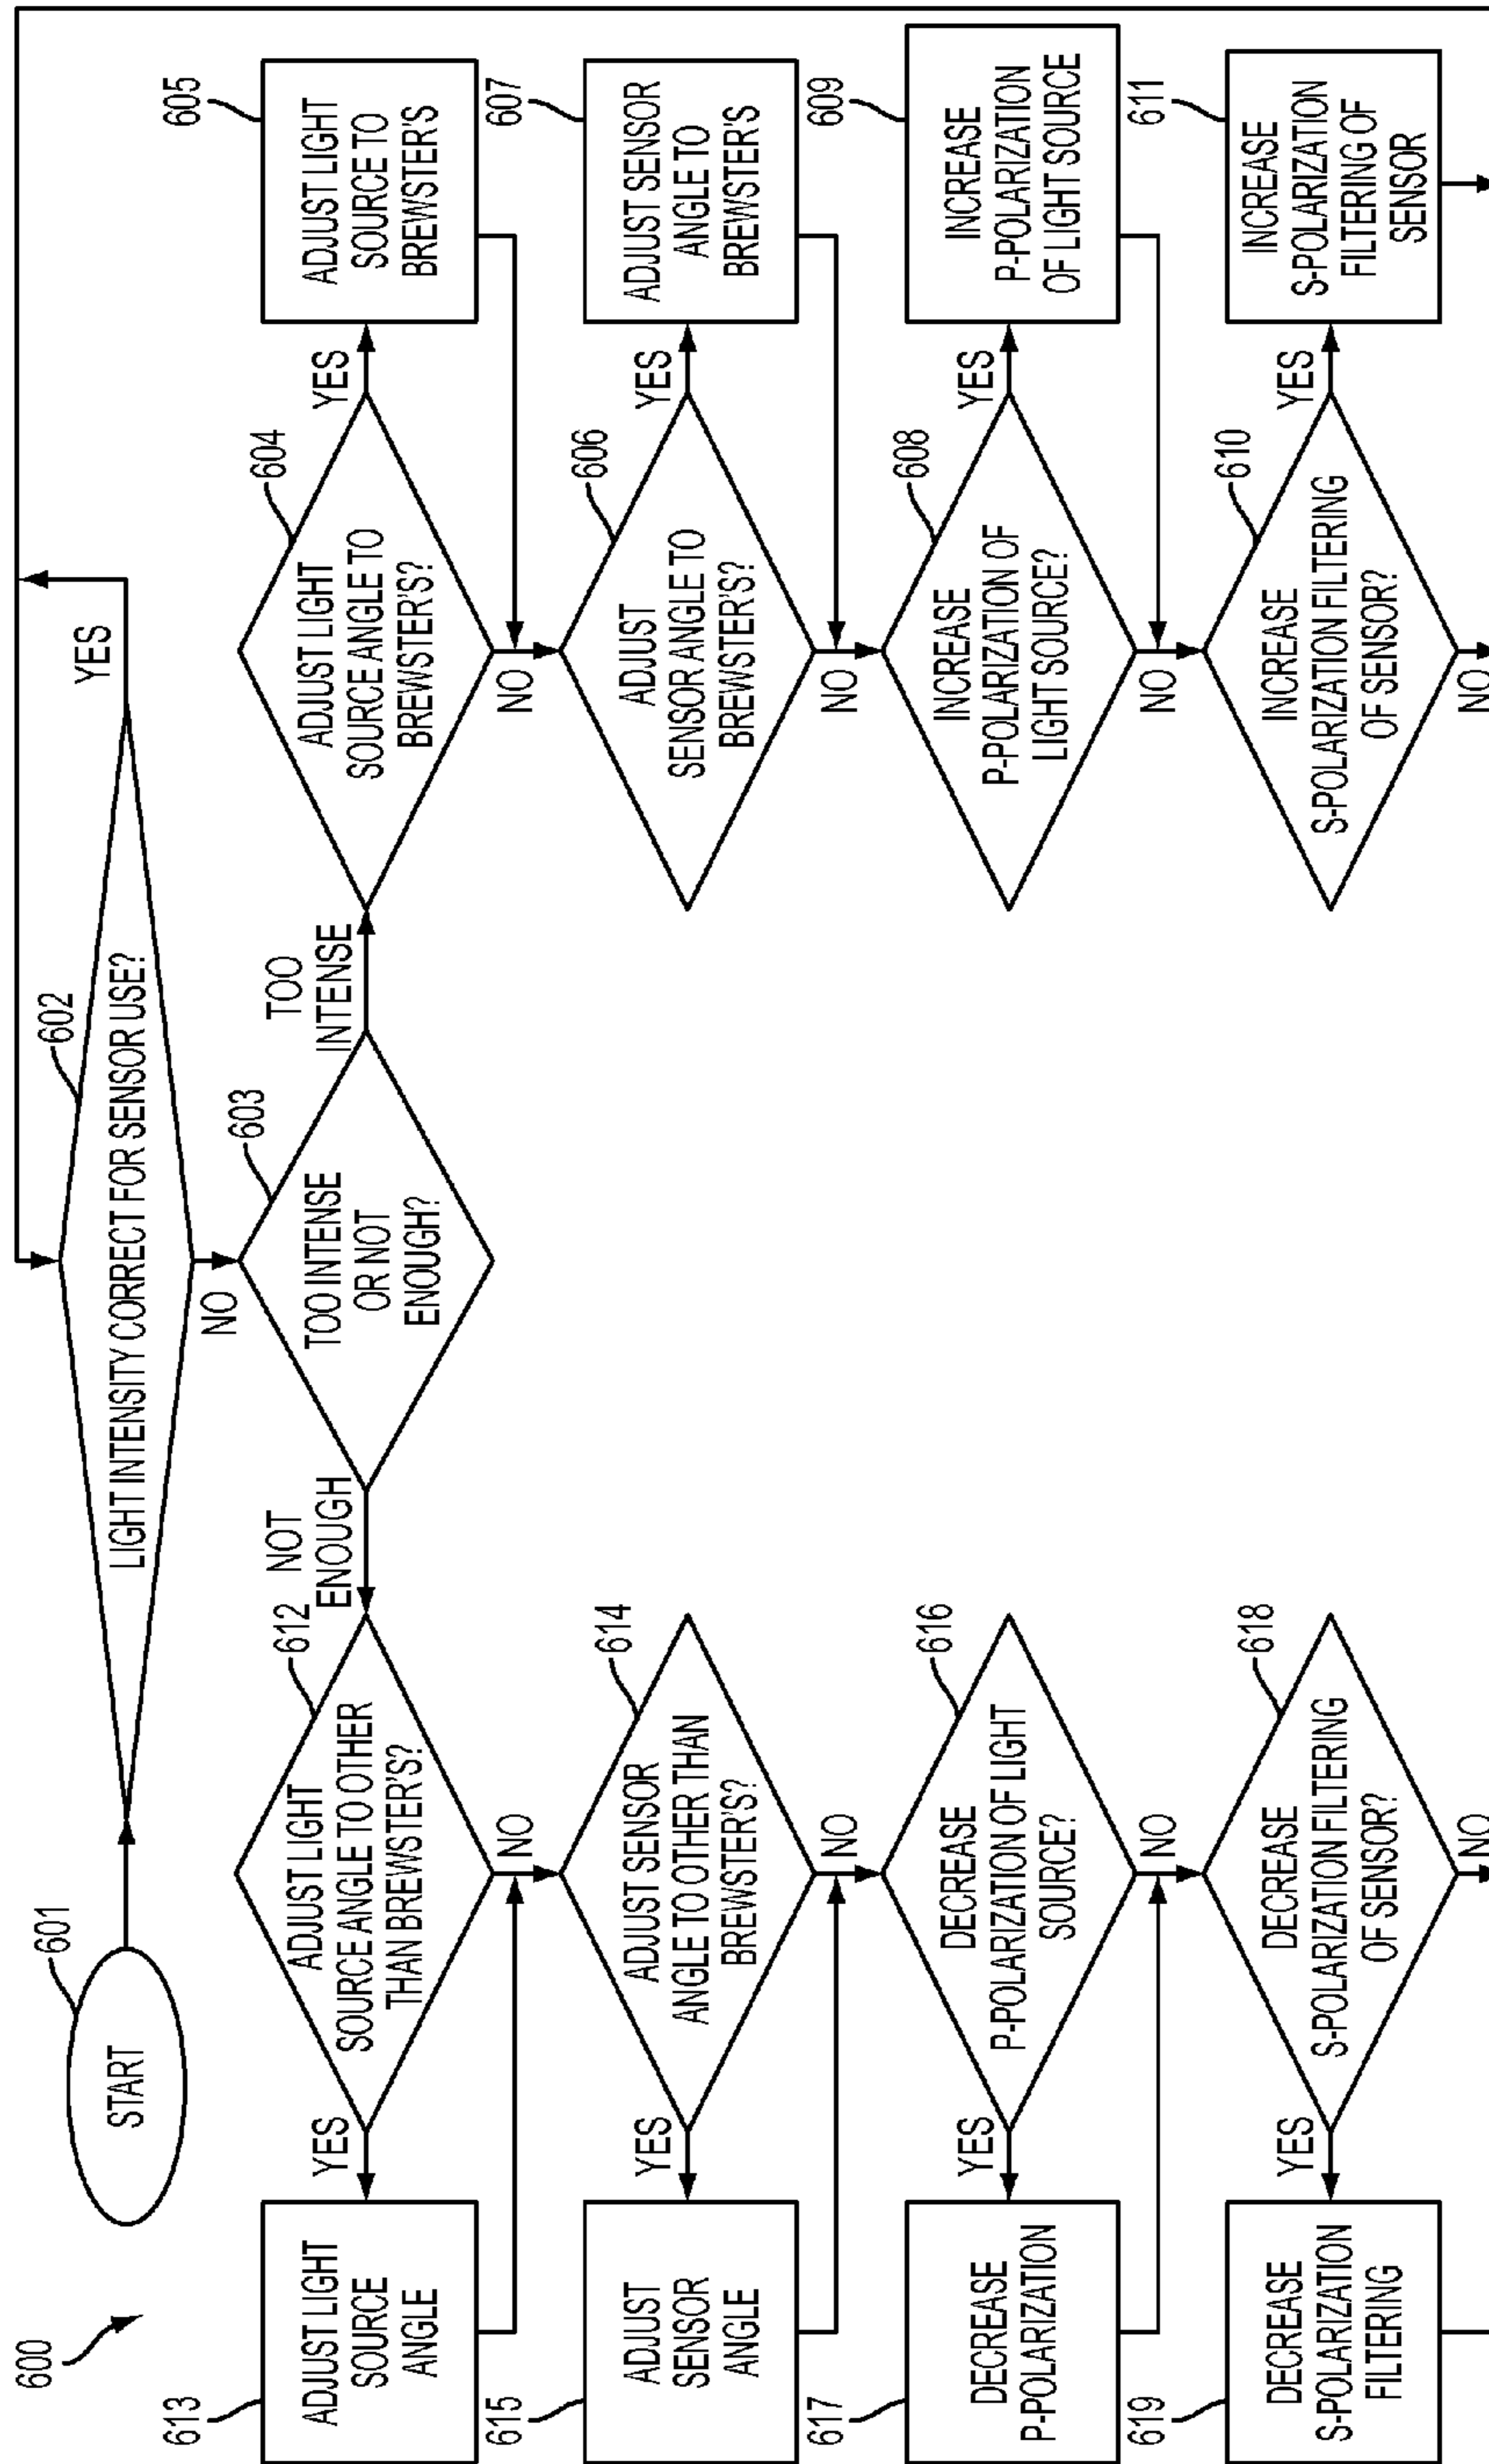 600
START
601
LIGHT INTENSITY CORRECT FOR SENSOR USE?
602
YES
NO
TOO INTENSE
OR NOT
ENOUGH?
603
NOT
ENOUGH
TOO
INTENSE
613
ADJUST LIGHT
SOURCE
ANGLE
YES
ADJUST LIGHT
SOURCE ANGLE TO OTHER
THAN BREWSTER'S?
612
NO
ADJUST LIGHT
SOURCE ANGLE TO
BREWSTER'S?
604
NO
YES
ADJUST LIGHT
SOURCE TO
BREWSTER'S
605
615
ADJUST
SENSOR
ANGLE
YES
ADJUST SENSOR
ANGLE TO OTHER THAN
BREWSTER'S?
614
NO
ADJUST
SENSOR ANGLE TO
BREWSTER'S?
606
NO
YES
ADJUST SENSOR
ANGLE TO
BREWSTER'S
607
617
DECREASE
P-POLARIZATION
YES
DECREASE
P-POLARIZATION OF LIGHT
SOURCE?
616
NO
INCREASE
P-POLARIZATION OF
LIGHT SOURCE?
608
NO
YES
INCREASE
P-POLARIZATION
OF LIGHT SOURCE
609
619
DECREASE
S-POLARIZATION
FILTERING
YES
DECREASE
S-POLARIZATION FILTERING
OF SENSOR?
618
NO
INCREASE
S-POLARIZATION FILTERING
OF SENSOR?
610
NO
YES
INCREASE
S-POLARIZATION
FILTERING OF
SENSOR
611